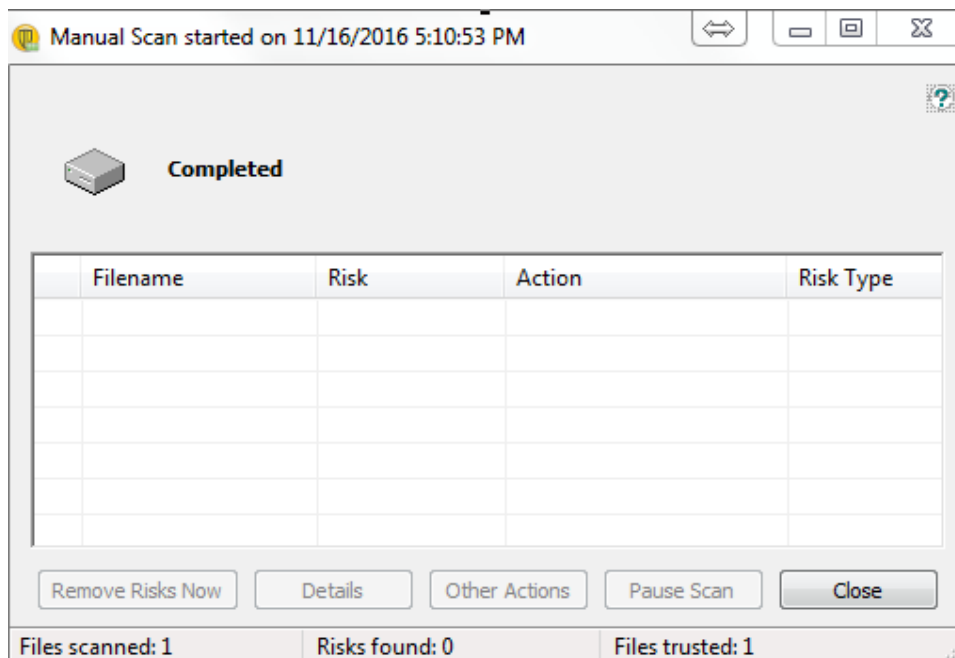 Manual Scan started on 11/16/2016 5:10:53 PM
?
Completed
Filename Risk Action Risk Type
Remove Risks Now Details Other Actions Pause Scan Close
Files scanned: 1 Risks found: 0 Files trusted: 1